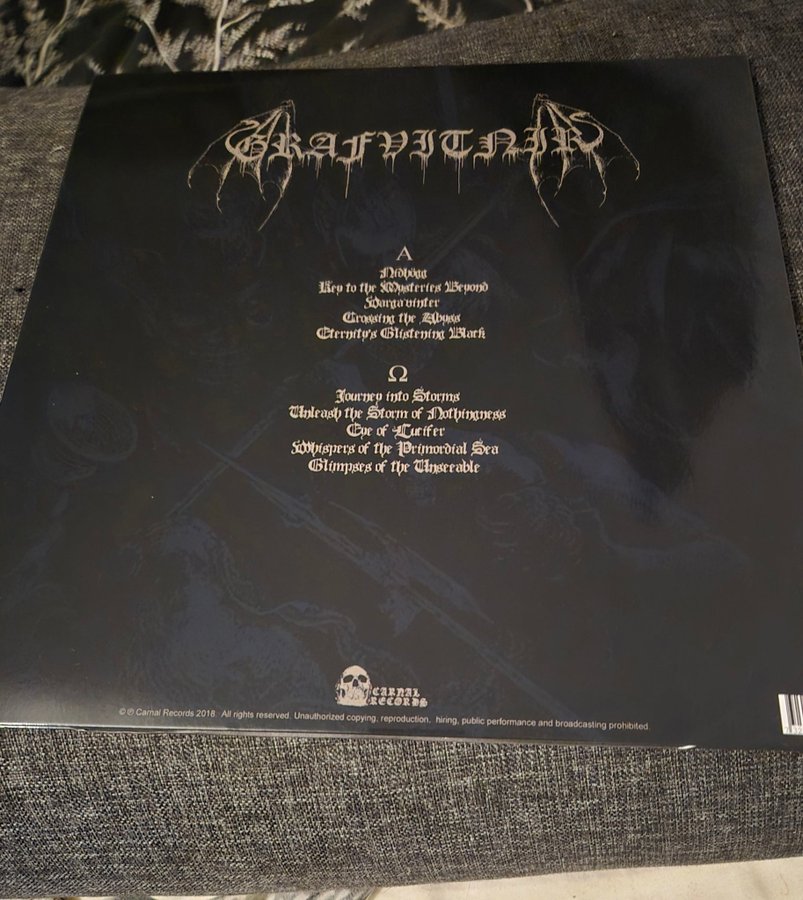 GRAFVITNIR
A
Nidhögg
Key to the Mysteries Beyond
Vargavinter
Crossing the Abyss
Eternity's Glistening Black
Ω
Journey into Storms
Unleash the Storm of Nothingness
Eye of Lucifer
Whispers of the Primordial Sea
Glimpses of the Unseeable
CARNAL
RECORDS
© ℗ Carnal Records 2018. All rights reserved. Unauthorized copying, reproduction, hiring, public performance and broadcasting prohibited.